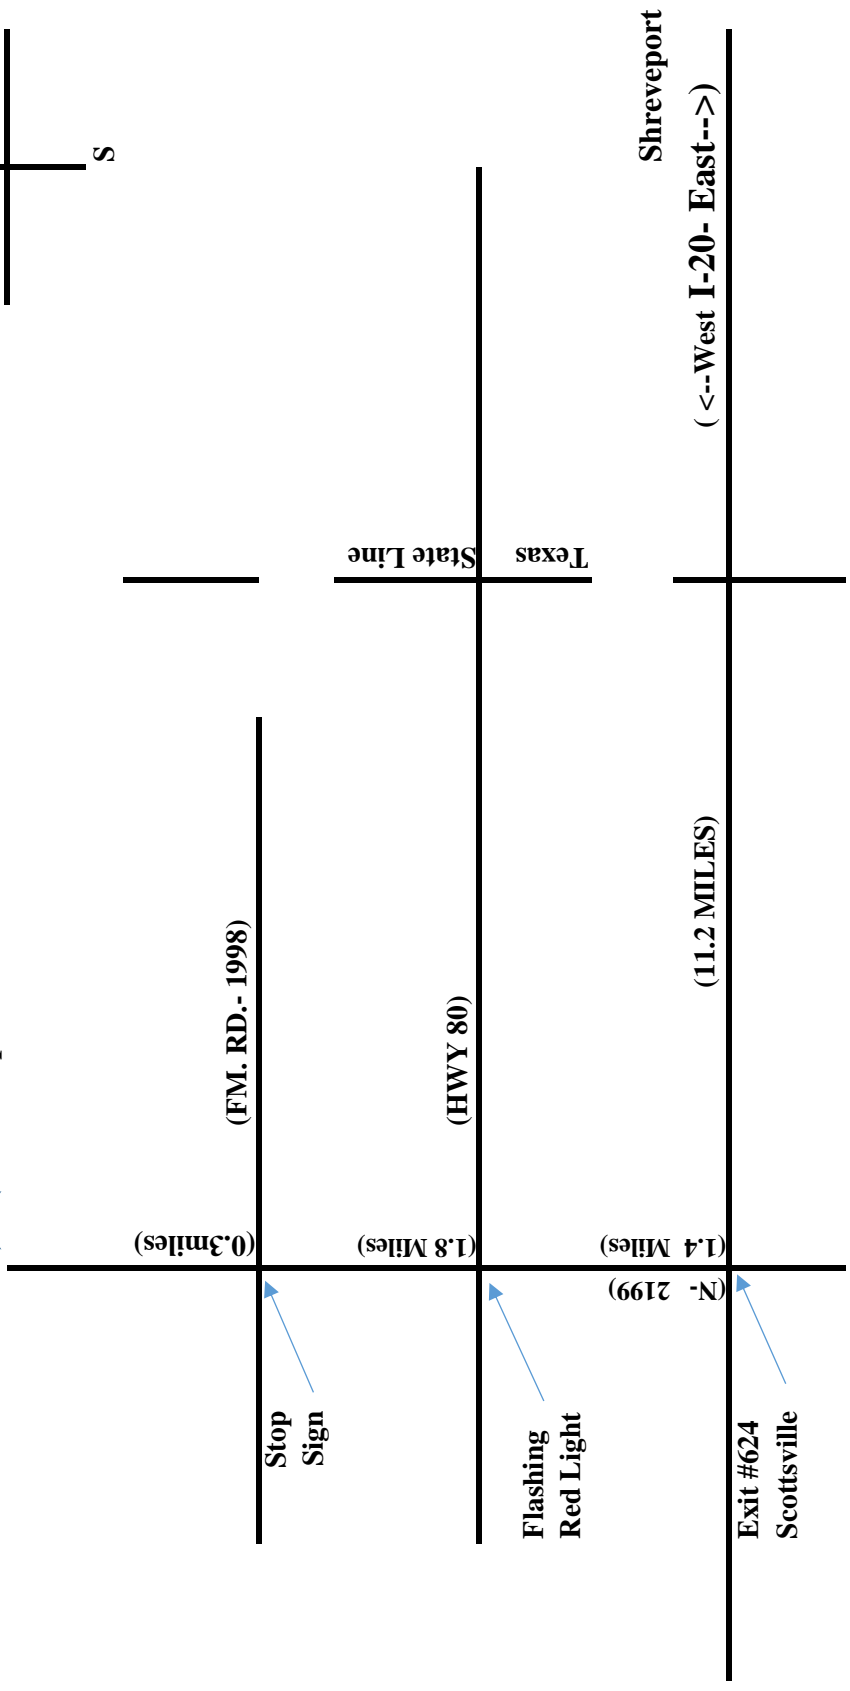 S
(0.3miles)
(FM. RD.- 1998)
Stop
Sign
(1.8 Miles)
State Line
(HWY 80)
Texas
Flashing
Red Light
(N- 2199)
(1.4 Miles)
Shreveport
( <--West I-20- East-->)
(11.2 MILES)
Exit #624
Scottsville